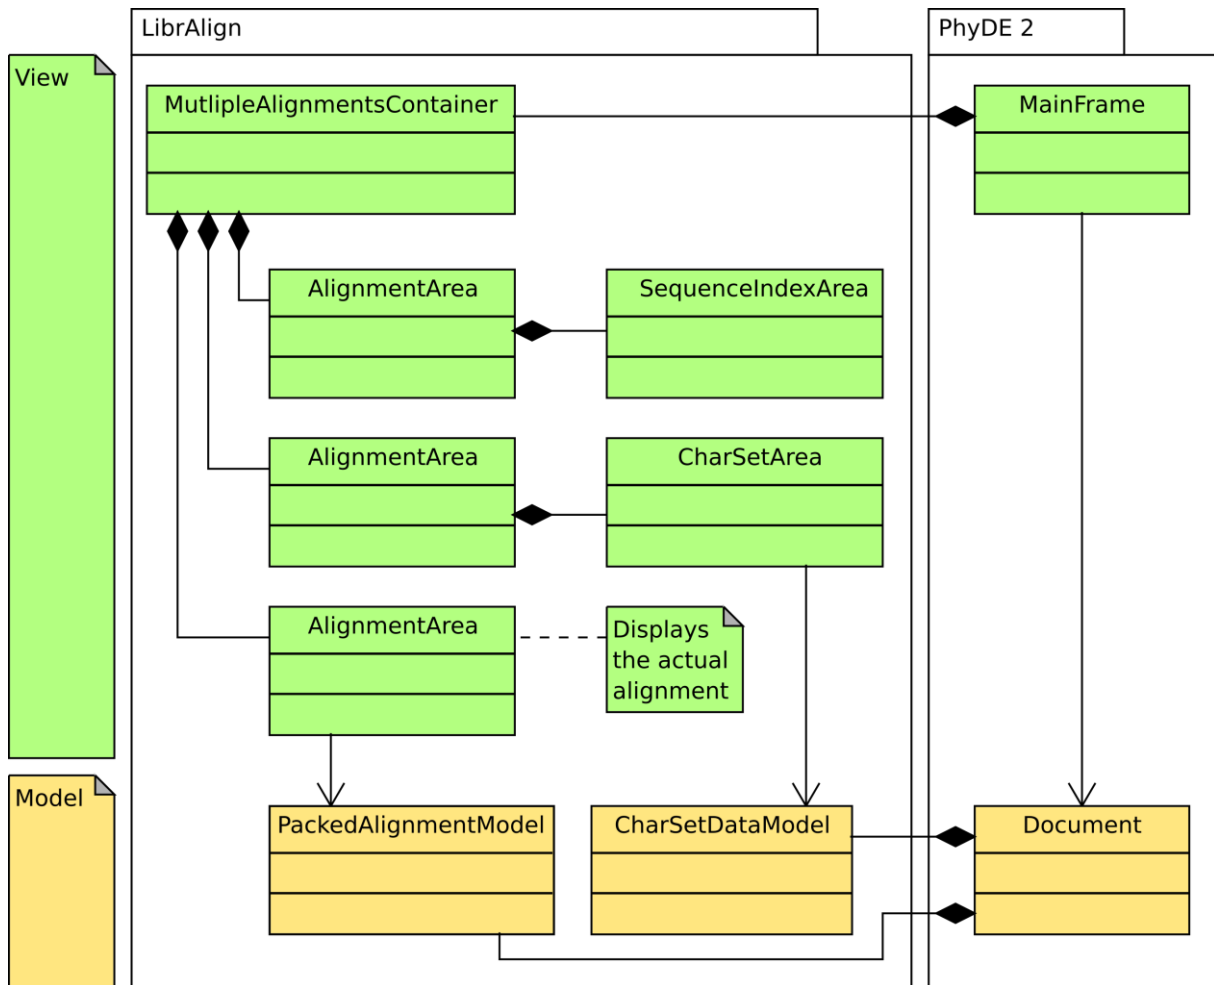 LibrAlign
PhyDE 2
View
MutlipleAlignmentsContainer
MainFrame
AlignmentArea
SequenceIndexArea
AlignmentArea
CharSetArea
AlignmentArea
Displays
the actual
alignment
Model
PackedAlignmentModel
CharSetDataModel
Document